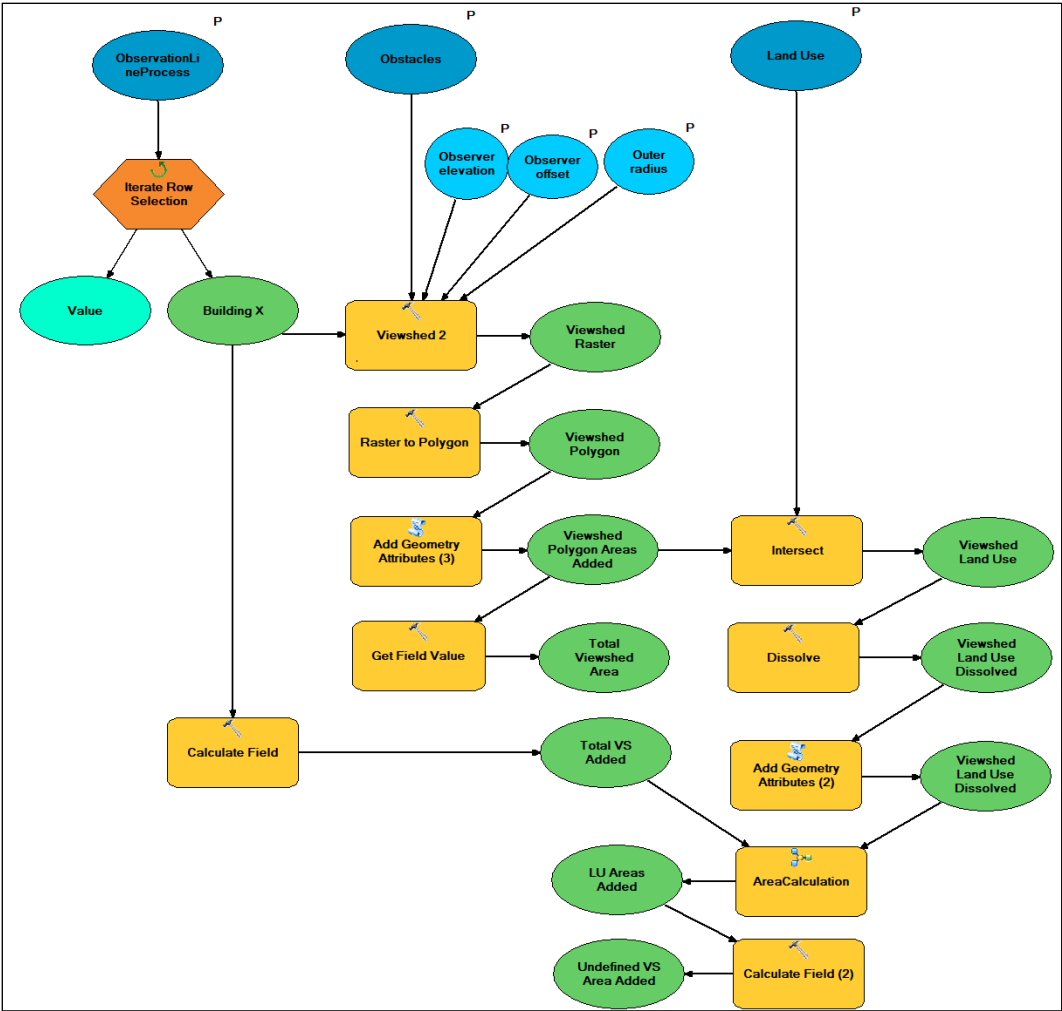 P
P
P
ObservationLi
neProcess
Obstacles
Land Use
P
P
P
Observer
elevation
Observer
offset
Outer
radius
Iterate Row
Selection
Value
Building X
Viewshed 2
Viewshed
Raster
Raster to Polygon
Viewshed
Polygon
Add Geometry
Attributes (3)
Viewshed
Polygon Areas
Added
Intersect
Viewshed
Land Use
Get Field Value
Total
Viewshed
Area
Dissolve
Viewshed
Land Use
Dissolved
Calculate Field
Total VS
Added
Add Geometry
Attributes (2)
Viewshed
Land Use
Dissolved
LU Areas
Added
AreaCalculation
Undefined VS
Area Added
Calculate Field (2)